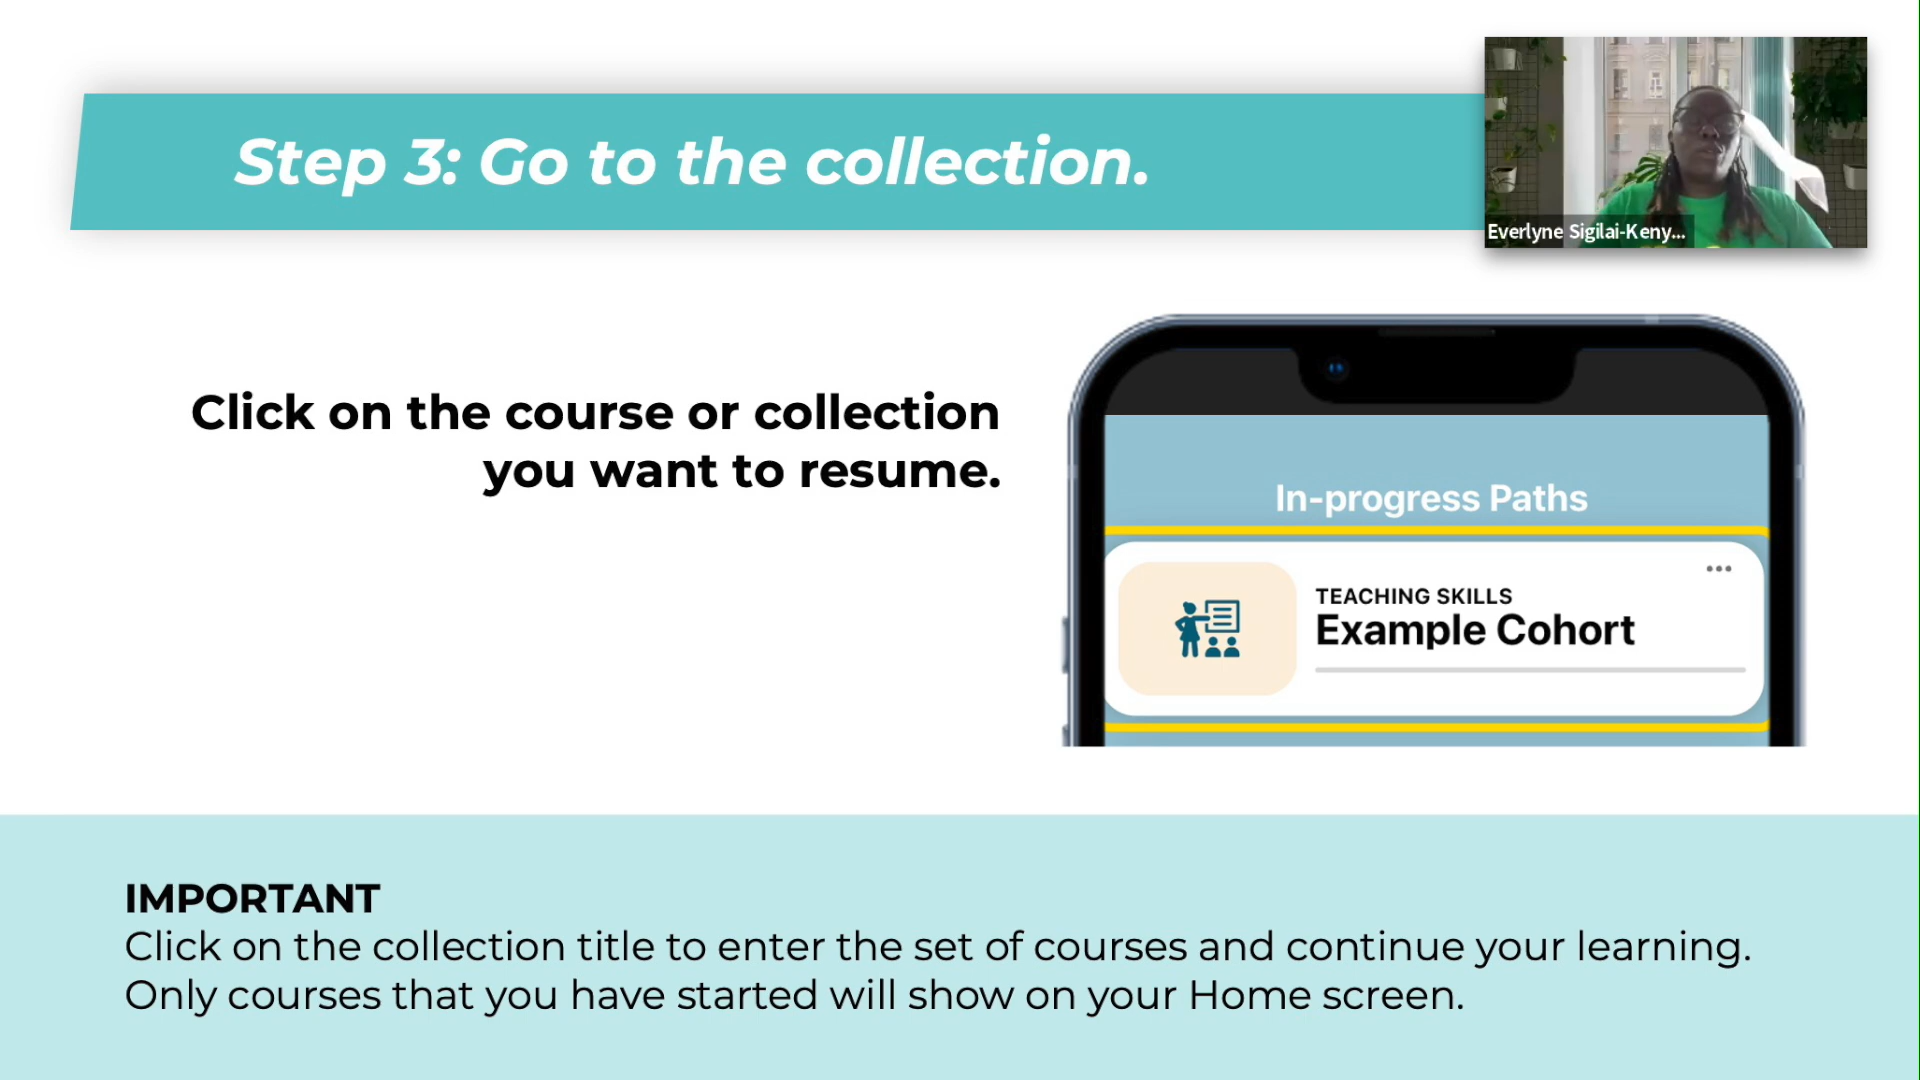 Step 3: Go to the collection.
Everlyne Sigilai-Keny...
Click on the course or collection
you want to resume.
In-progress Paths
TEACHING SKILLS
Example Cohort
IMPORTANT
Click on the collection title to enter the set of courses and continue your learning.
Only courses that you have started will show on your Home screen.